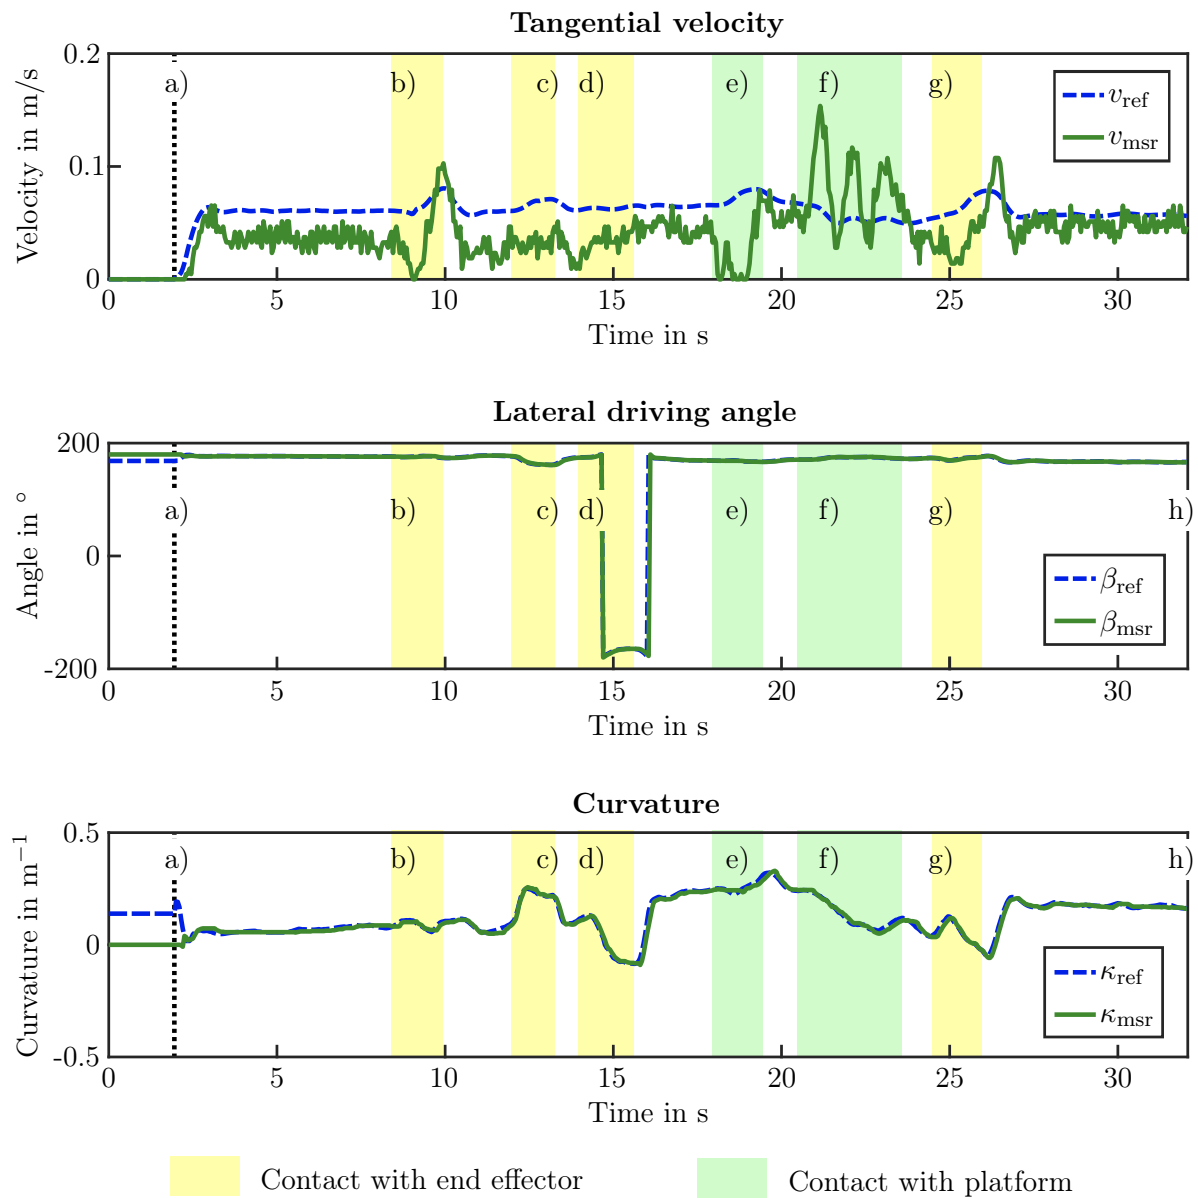 Tangential velocity
Velocity in m/s
0.2
0.1
0
a) b) c) d) e) f) g)
v_ref
v_msr
0 5 10 15 20 25 30
Time in s
Lateral driving angle
Angle in °
200
0
-200
a) b) c) d) e) f) g) h)
β_ref
β_msr
0 5 10 15 20 25 30
Time in s
Curvature
Curvature in m⁻¹
0.5
0
-0.5
a) b) c) d) e) f) g) h)
κ_ref
κ_msr
0 5 10 15 20 25 30
Time in s
Contact with end effector
Contact with platform